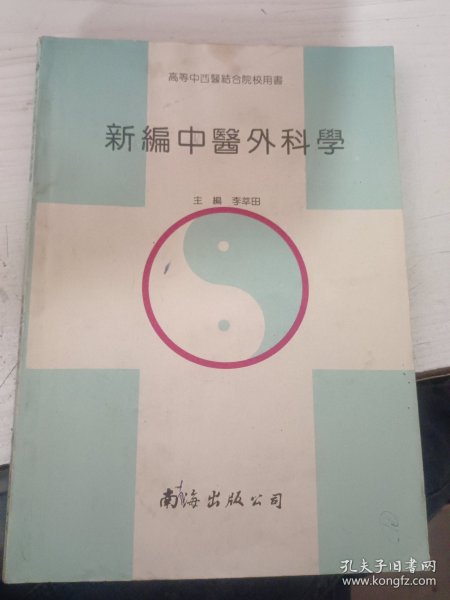 高等中西醫結合院校用書
新編中醫外科學
主編 李莘田
南海出版公司
孔夫子旧书网
www.kongfz.com